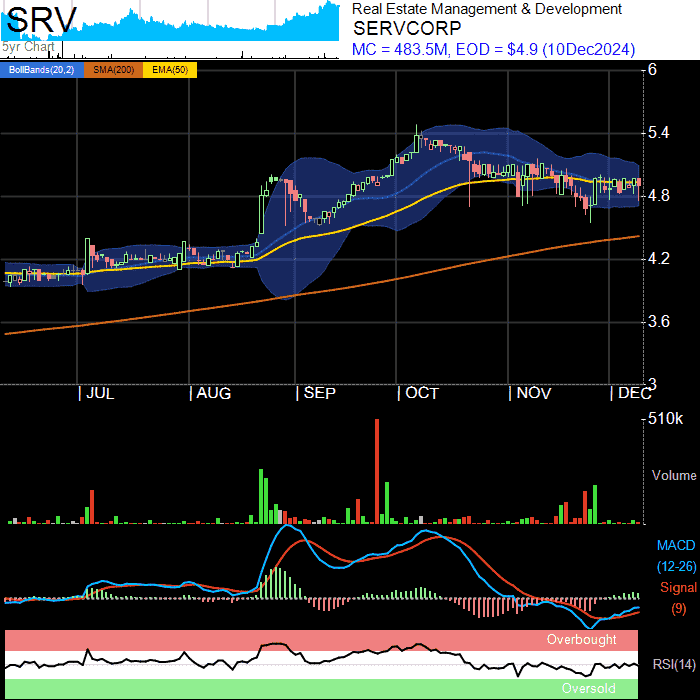 SRV
5yr Chart
Real Estate Management & Development
SERVCORP
MC = 483.5M, EOD = $4.9 (10Dec2024)
BollBands(20,2) SMA(200) EMA(50)
6
5.4
4.8
4.2
3.6
3
| JUL | AUG | SEP | OCT | NOV | DEC
510k
Volume
MACD
(12-26)
Signal
(9)
Overbought
RSI(14)
Oversold